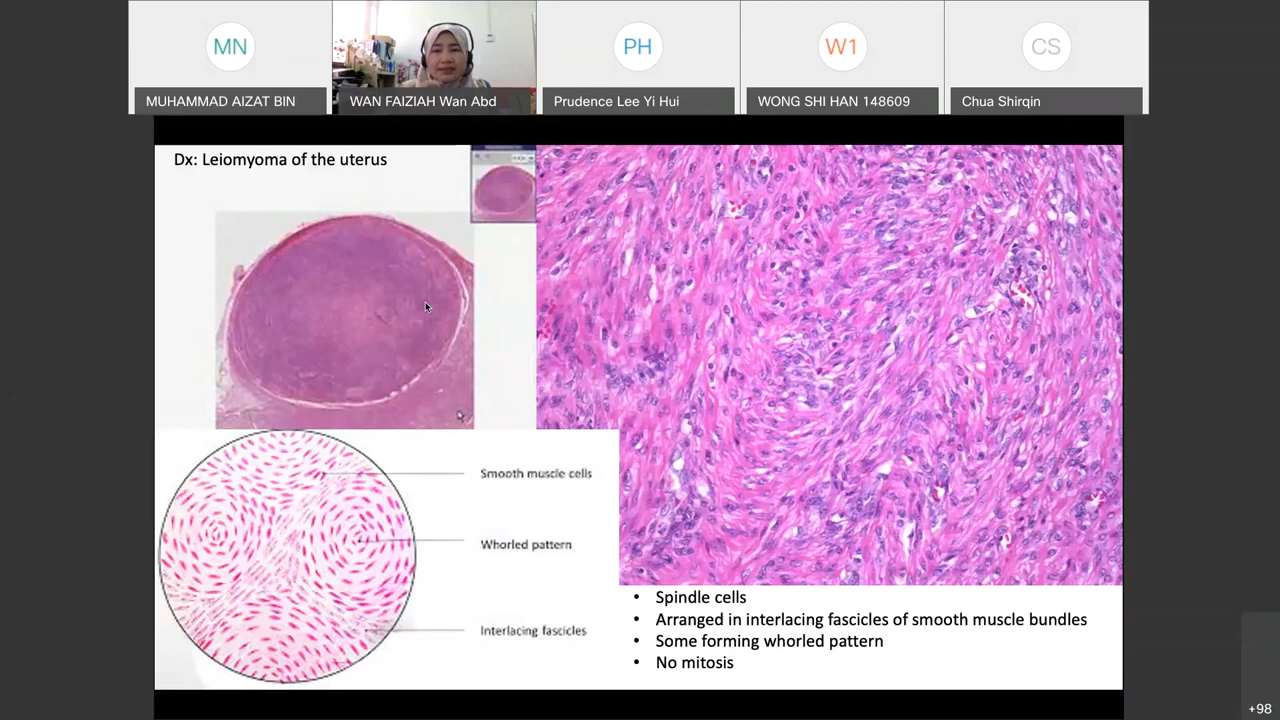 MN
PH
W1
CS
MUHAMMAD AIZAT BIN
WAN FAIZIAH Wan Abd
Prudence Lee Yi Hui
WONG SHI HAN 148609
Chua Shirqin
Dx: Leiomyoma of the uterus
Smooth muscle cells
Whorled pattern
Interlacing fascicles
• Spindle cells
• Arranged in interlacing fascicles of smooth muscle bundles
• Some forming whorled pattern
• No mitosis
+98